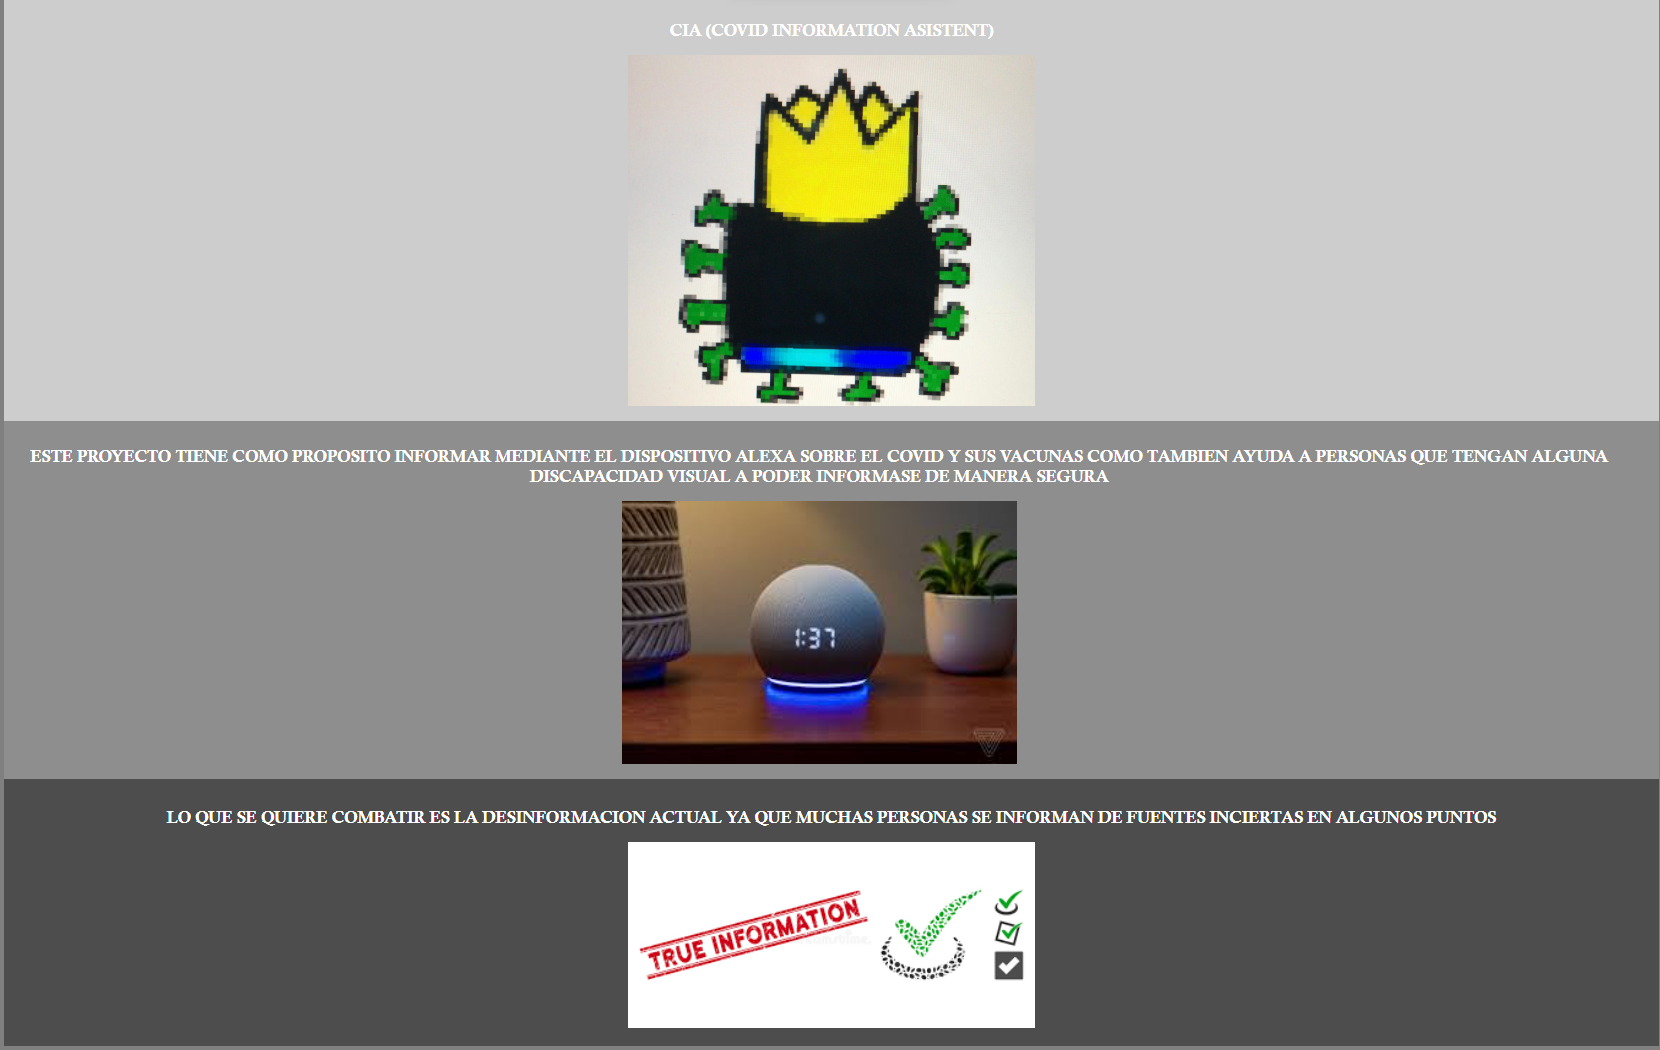 CIA (COVID INFORMATION ASISTENT)
ESTE PROYECTO TIENE COMO PROPOSITO INFORMAR MEDIANTE EL DISPOSITIVO ALEXA SOBRE EL COVID Y SUS VACUNAS COMO TAMBIEN AYUDA A PERSONAS QUE TENGAN ALGUNA
DISCAPACIDAD VISUAL A PODER INFORMASE DE MANERA SEGURA
1:37
LO QUE SE QUIERE COMBATIR ES LA DESINFORMACION ACTUAL YA QUE MUCHAS PERSONAS SE INFORMAN DE FUENTES INCIERTAS EN ALGUNOS PUNTOS
TRUE INFORMATION